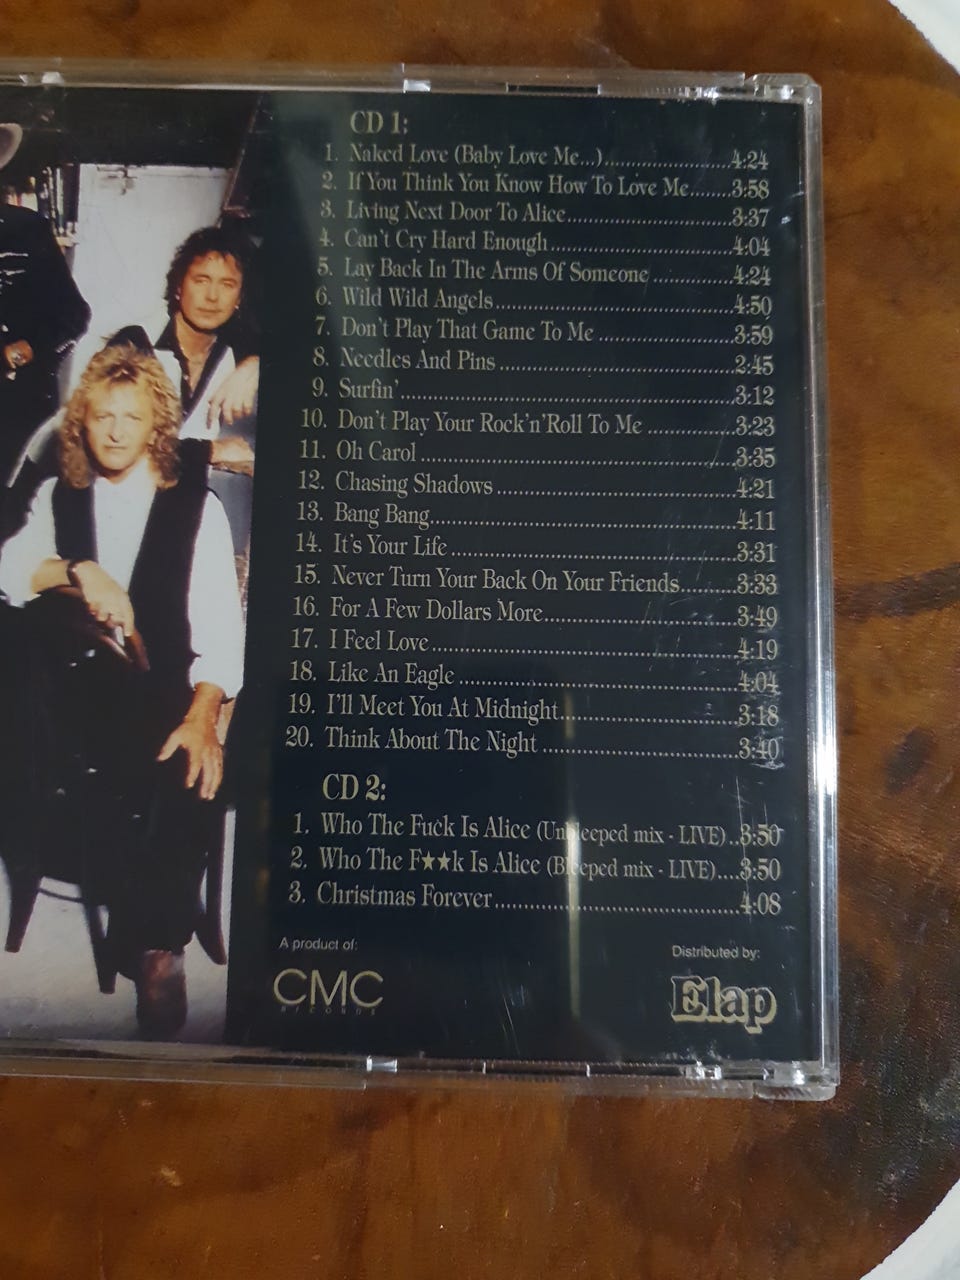 CD 1:
1. Naked Love (Baby Love Me...)....................4:24
2. If You Think You Know How To Love Me.......3:58
3. Living Next Door To Alice.........................3:37
4. Can't Cry Hard Enough............................4:04
5. Lay Back In The Arms Of Someone ............4:24
6. Wild Wild Angels....................................4:50
7. Don't Play That Game To Me ....................3:59
8. Needles And Pins ...................................2:45
9. Surfin'..................................................3:12
10. Don't Play Your Rock'n'Roll To Me .............3:23
11. Oh Carol ...............................................3:35
12. Chasing Shadows ...................................4:21
13. Bang Bang.............................................4:11
14. It's Your Life ..........................................3:31
15. Never Turn Your Back On Your Friends.........3:33
16. For A Few Dollars More............................3:49
17. I Feel Love .............................................4:19
18. Like An Eagle .........................................4:04
19. I'll Meet You At Midnight..........................3:18
20. Think About The Night ............................3:40
CD 2:
1. Who The Fuck Is Alice (Unbleeped mix - LIVE)..3:50
2. Who The F★★k Is Alice (Bleeped mix - LIVE)....3:50
3. Christmas Forever....................................4:08
A product of:
CMC
RECORDS
Distributed by:
Elap